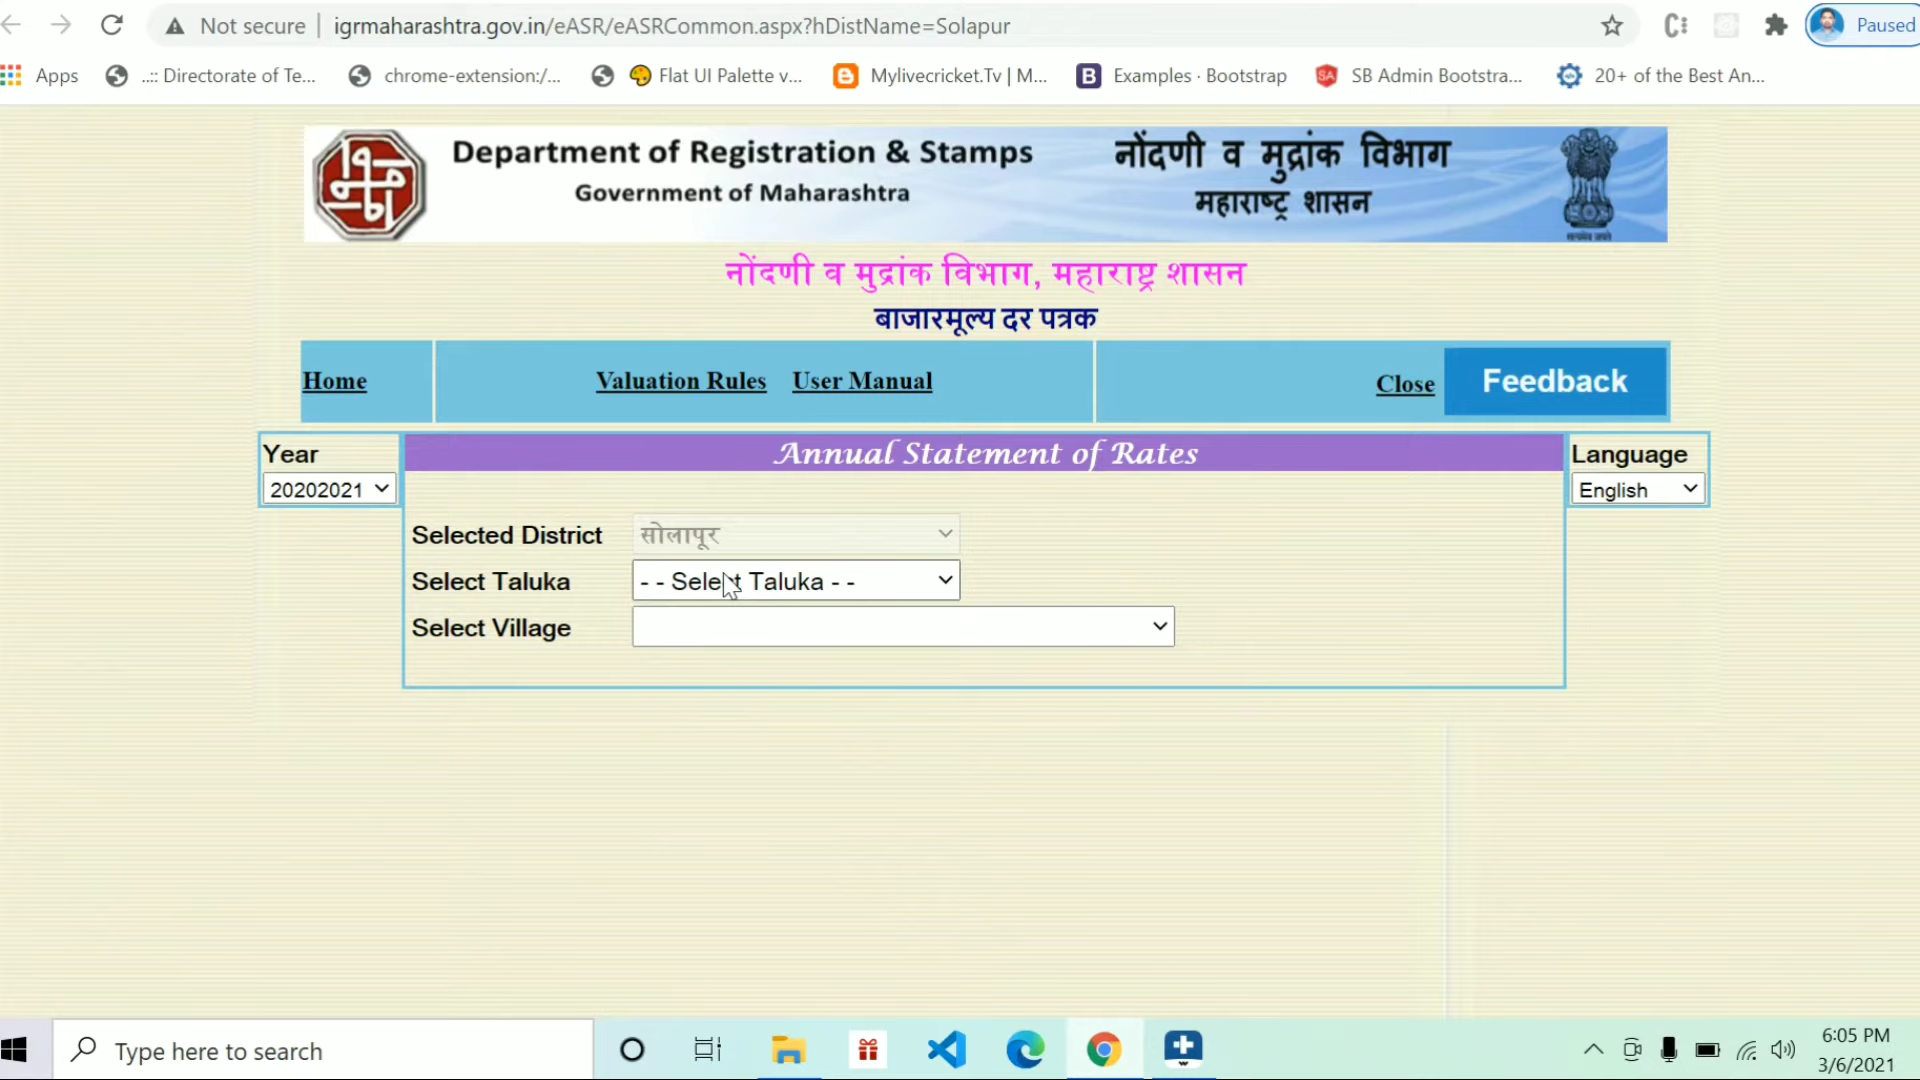 Not secure | igrmaharashtra.gov.in/eASR/eASRCommon.aspx?hDistName=Solapur Paused
Apps ..:: Directorate of Te... chrome-extension:/... Flat UI Palette v... Mylivecricket.Tv | M... B Examples · Bootstrap SA SB Admin Bootstra... 20+ of the Best An...
Department of Registration & Stamps
Government of Maharashtra
नोंदणी व मुद्रांक विभाग
महाराष्ट्र शासन
नोंदणी व मुद्रांक विभाग, महाराष्ट्र शासन
बाजारमूल्य दर पत्रक
Home Valuation Rules User Manual Close Feedback
Year Annual Statement of Rates Language
20202021 English
Selected District सोलापूर
Select Taluka - - Select Taluka - -
Select Village
Type here to search
6:05 PM
3/6/2021